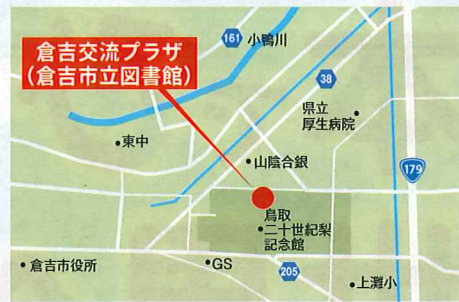 161
小鴨川
倉吉交流プラザ
(倉吉市立図書館)
38
県立
厚生病院
東中
山陰合銀
179
鳥取
二十世紀梨
記念館
倉吉市役所
GS
205
上灘小